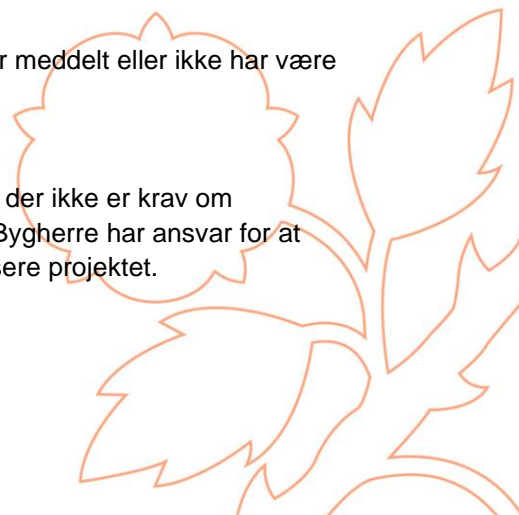 r meddelt eller ikke har være
der ikke er krav om
Bygherre har ansvar for at
sere projektet.